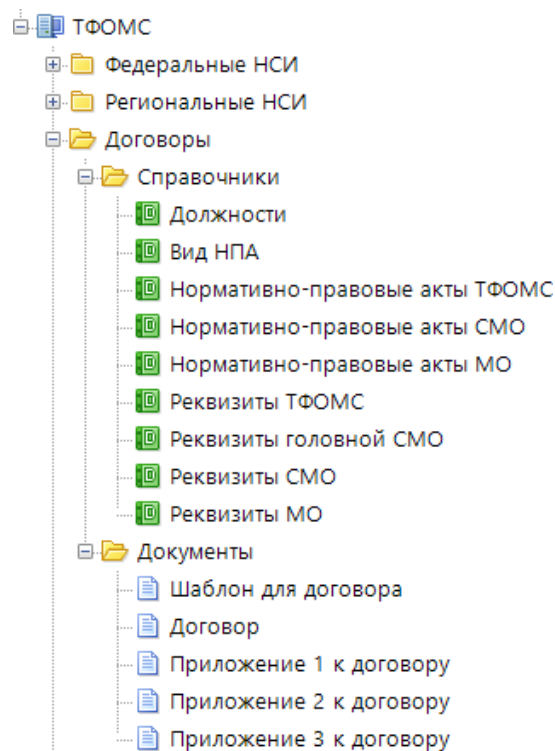 ТФОМС
Федеральные НСИ
Региональные НСИ
Договоры
Справочники
Должности
Вид НПА
Нормативно-правовые акты ТФОМС
Нормативно-правовые акты СМО
Нормативно-правовые акты МО
Реквизиты ТФОМС
Реквизиты головной СМО
Реквизиты СМО
Реквизиты МО
Документы
Шаблон для договора
Договор
Приложение 1 к договору
Приложение 2 к договору
Приложение 3 к договору